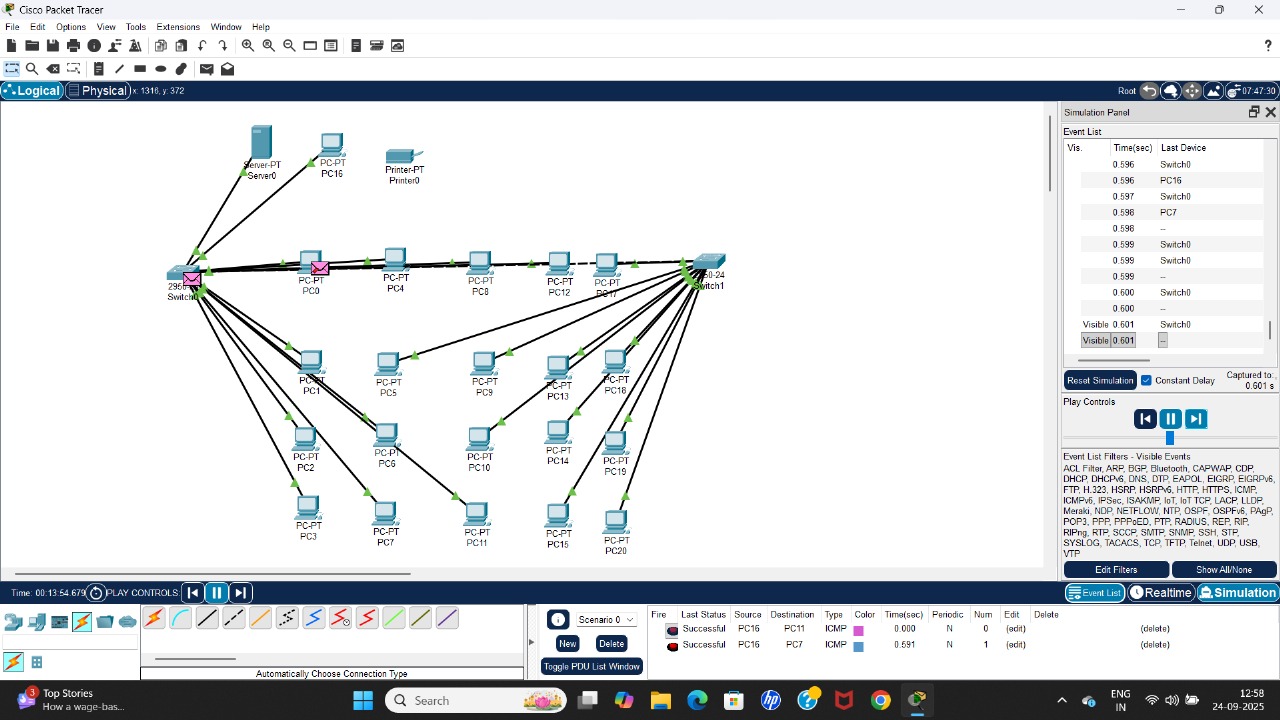 Cisco Packet Tracer
File Edit Options View Tools Extensions Window Help
?
Logical Physical x: 1316, y: 372
Root 07:47:30
Simulation Panel
Event List
Vis. Time(sec) Last Device
0.596 Switch0
0.596 PC16
0.597 Switch0
0.598 PC7
0.598 --
0.599 Switch0
0.599 Switch0
0.599 --
0.600 Switch0
0.600 --
Visible 0.601 Switch0
Visible 0.601 --
Reset Simulation Constant Delay Captured to:
0.601 s
Play Controls
Event List Filters - Visible Events
ACL Filter, ARP, BGP, Bluetooth, CAPWAP, CDP,
DHCP, DHCPv6, DNS, DTP, EAPOL, EIGRP, EIGRPv6,
FTP, H.323, HSRP, HSRPv6, HTTP, HTTPS, ICMP,
ICMPv6, IPSec, ISAKMP, IoT, IoT TCP, LACP, LLDP,
Meraki, NDP, NETFLOW, NTP, OSPF, OSPFv6, PAgP,
POP3, PPP, PPPoED, PTP, RADIUS, REP, RIP,
RIPng, RTP, SCCP, SMTP, SNMP, SSH, STP,
SYSLOG, TACACS, TCP, TFTP, Telnet, UDP, USB,
VTP
Edit Filters Show All/None
Event List Realtime Simulation
Server-PT
Server0
PC-PT
PC16
Printer-PT
Printer0
Switch1
PC-PT
PC0
PC-PT
PC4
PC-PT
PC8
PC-PT
PC12
PC-PT
PC17
PC-PT
PC1
PC-PT
PC5
PC-PT
PC9
PC-PT
PC13
PC-PT
PC18
PC-PT
PC2
PC-PT
PC6
PC-PT
PC10
PC-PT
PC14
PC-PT
PC19
PC-PT
PC3
PC-PT
PC7
PC-PT
PC11
PC-PT
PC15
PC-PT
PC20
Time: 00:13:54.679 PLAY CONTROLS:
Automatically Choose Connection Type
Scenario 0
New Delete
Toggle PDU List Window
Fire Last Status Source Destination Type Color Time(sec) Periodic Num Edit Delete
Successful PC16 PC11 ICMP 0.000 N 0 (edit) (delete)
Successful PC16 PC7 ICMP 0.591 N 1 (edit) (delete)
3
Top Stories
How a wage-bas...
Search
hp
ENG
IN
12:58
24-09-2025